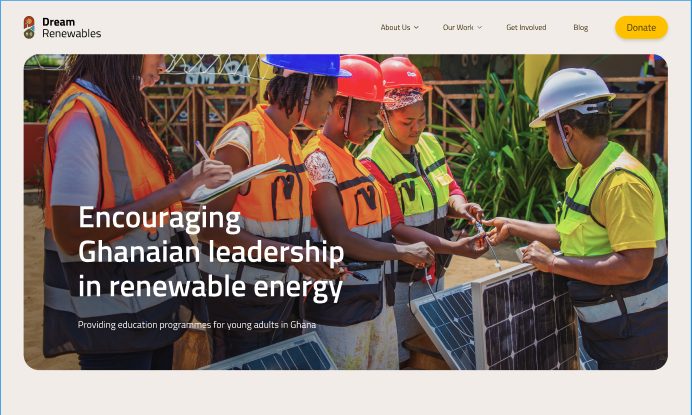 Dream
Renewables
About Us
Our Work
Get Involved
Blog
Donate
Encouraging
Ghanaian leadership
in renewable energy
Providing education programmes for young adults in Ghana